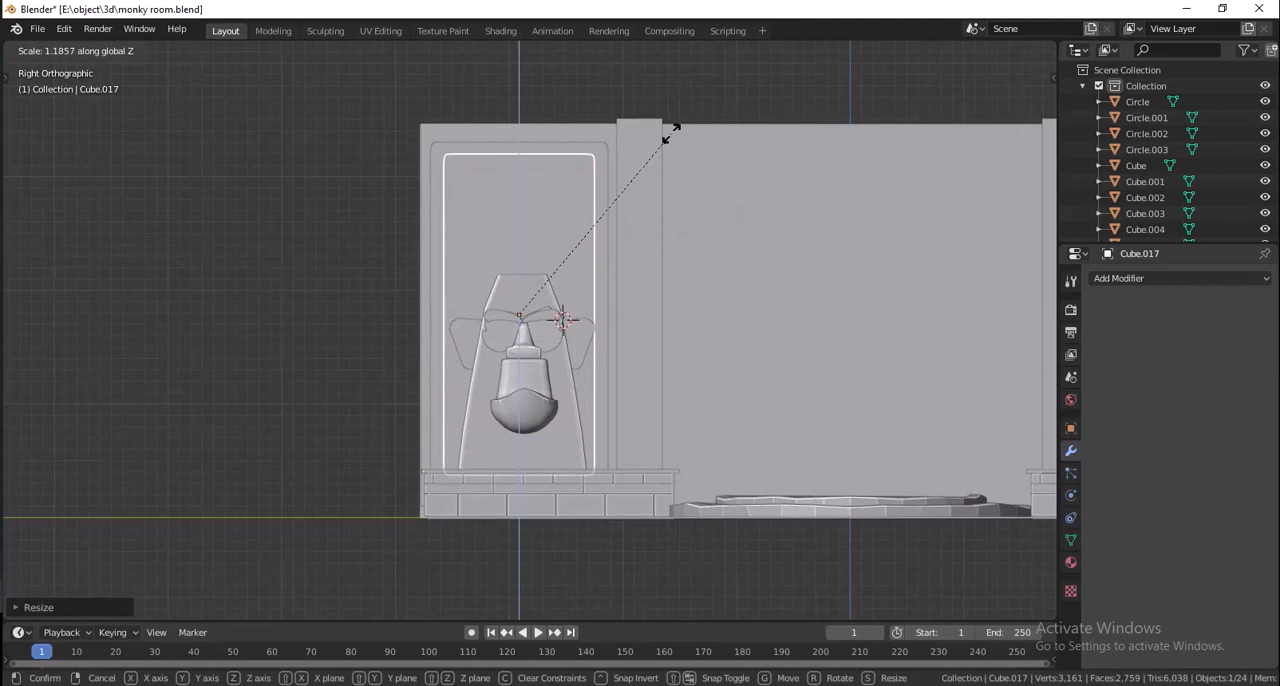 Blender* [E:\object\3d\monky room.blend]
File Edit Render Window Help Layout Modeling Sculpting UV Editing Texture Paint Shading Animation Rendering Compositing Scripting + Scene View Layer
Scale: 1.1857 along global Z
Right Orthographic
(1) Collection | Cube.017
Scene Collection
Collection
Circle
Circle.001
Circle.002
Circle.003
Cube
Cube.001
Cube.002
Cube.003
Cube.004
Cube.017
Add Modifier
Resize
Activate Windows
Go to Settings to activate Windows.
Playback Keying View Marker 1 Start: 1 End: 250
1 10 20 30 40 50 60 70 80 90 100 110 120 130 140 150 160 170 180 190 200 210 220 230 240 250
Confirm Cancel X X axis Y Y axis Z Z axis X X plane Y Y plane Z Z plane C Clear Constraints Snap Invert Snap Toggle G Move R Rotate S Resize Collection | Cube.017 | Verts:3,161 | Faces:2,759 | Tris:6,038 | Objects:1/24 | Mem: